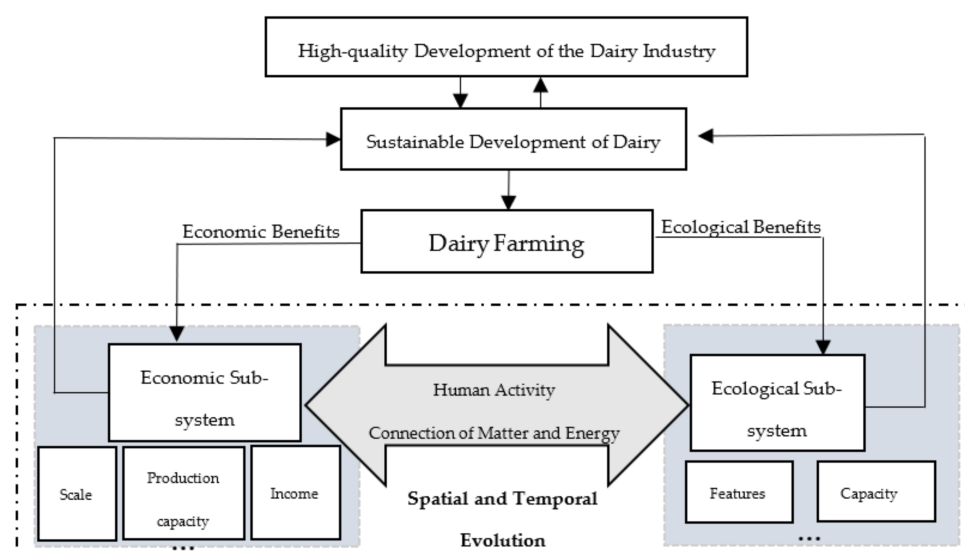 High-quality Development of the Dairy Industry
Sustainable Development of Dairy
Economic Benefits
Dairy Farming
Ecological Benefits
Economic Sub-
system
Human Activity
Connection of Matter and Energy
Ecological Sub-
system
Scale
Production
capacity
Income
Spatial and Temporal
Evolution
Features
Capacity
...
...